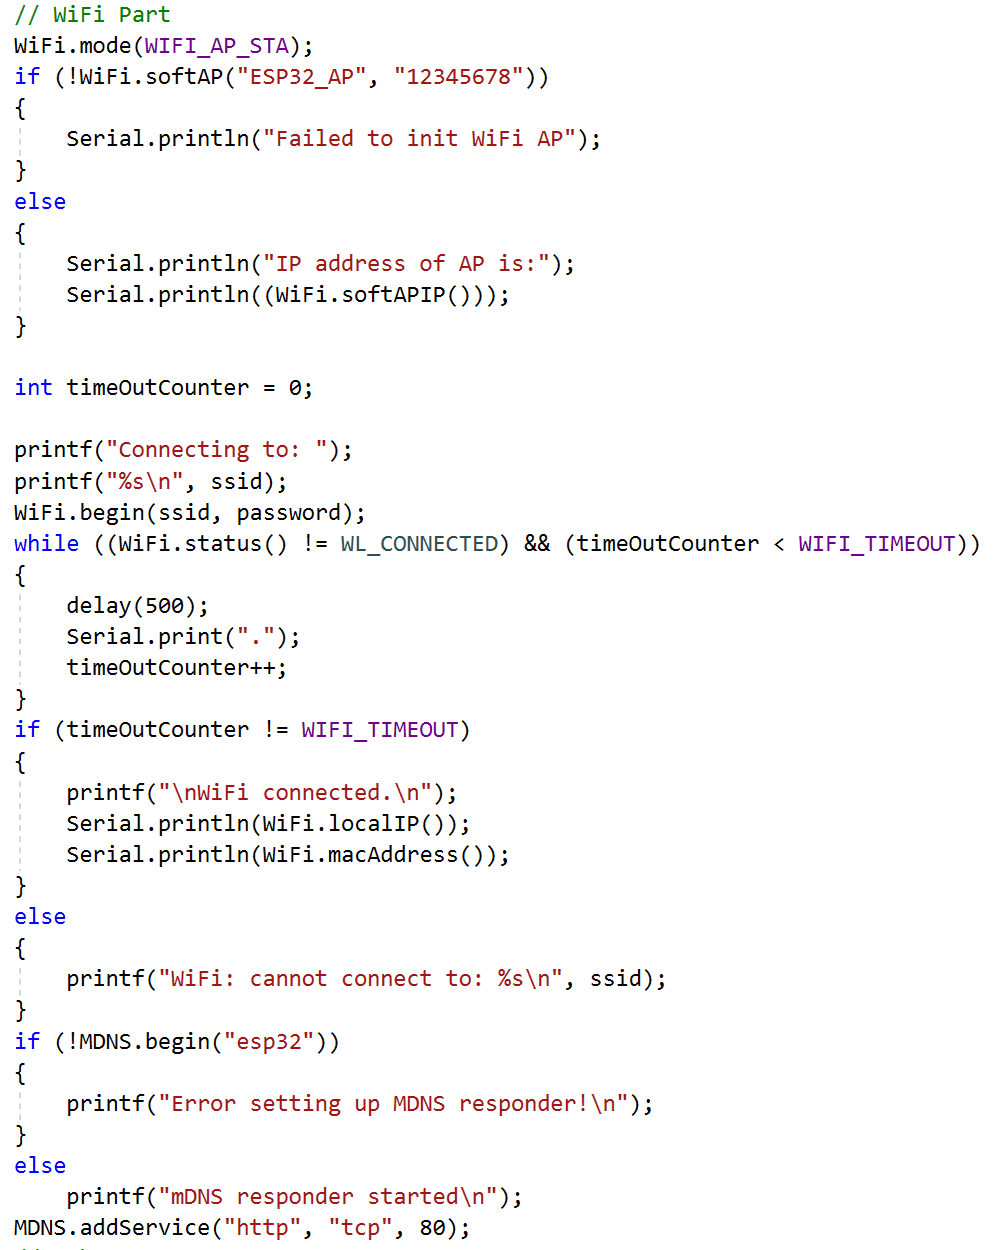 // WiFi Part
WiFi.mode(WIFI_AP_STA);
if (!WiFi.softAP("ESP32_AP", "12345678"))
{
    Serial.println("Failed to init WiFi AP");
}
else
{
    Serial.println("IP address of AP is:");
    Serial.println((WiFi.softAPIP()));
}

int timeOutCounter = 0;

printf("Connecting to: ");
printf("%s\n", ssid);
WiFi.begin(ssid, password);
while ((WiFi.status() != WL_CONNECTED) && (timeOutCounter < WIFI_TIMEOUT))
{
    delay(500);
    Serial.print(".");
    timeOutCounter++;
}
if (timeOutCounter != WIFI_TIMEOUT)
{
    printf("\nWiFi connected.\n");
    Serial.println(WiFi.localIP());
    Serial.println(WiFi.macAddress());
}
else
{
    printf("WiFi: cannot connect to: %s\n", ssid);
}
if (!MDNS.begin("esp32"))
{
    printf("Error setting up MDNS responder!\n");
}
else
    printf("mDNS responder started\n");
MDNS.addService("http", "tcp", 80);